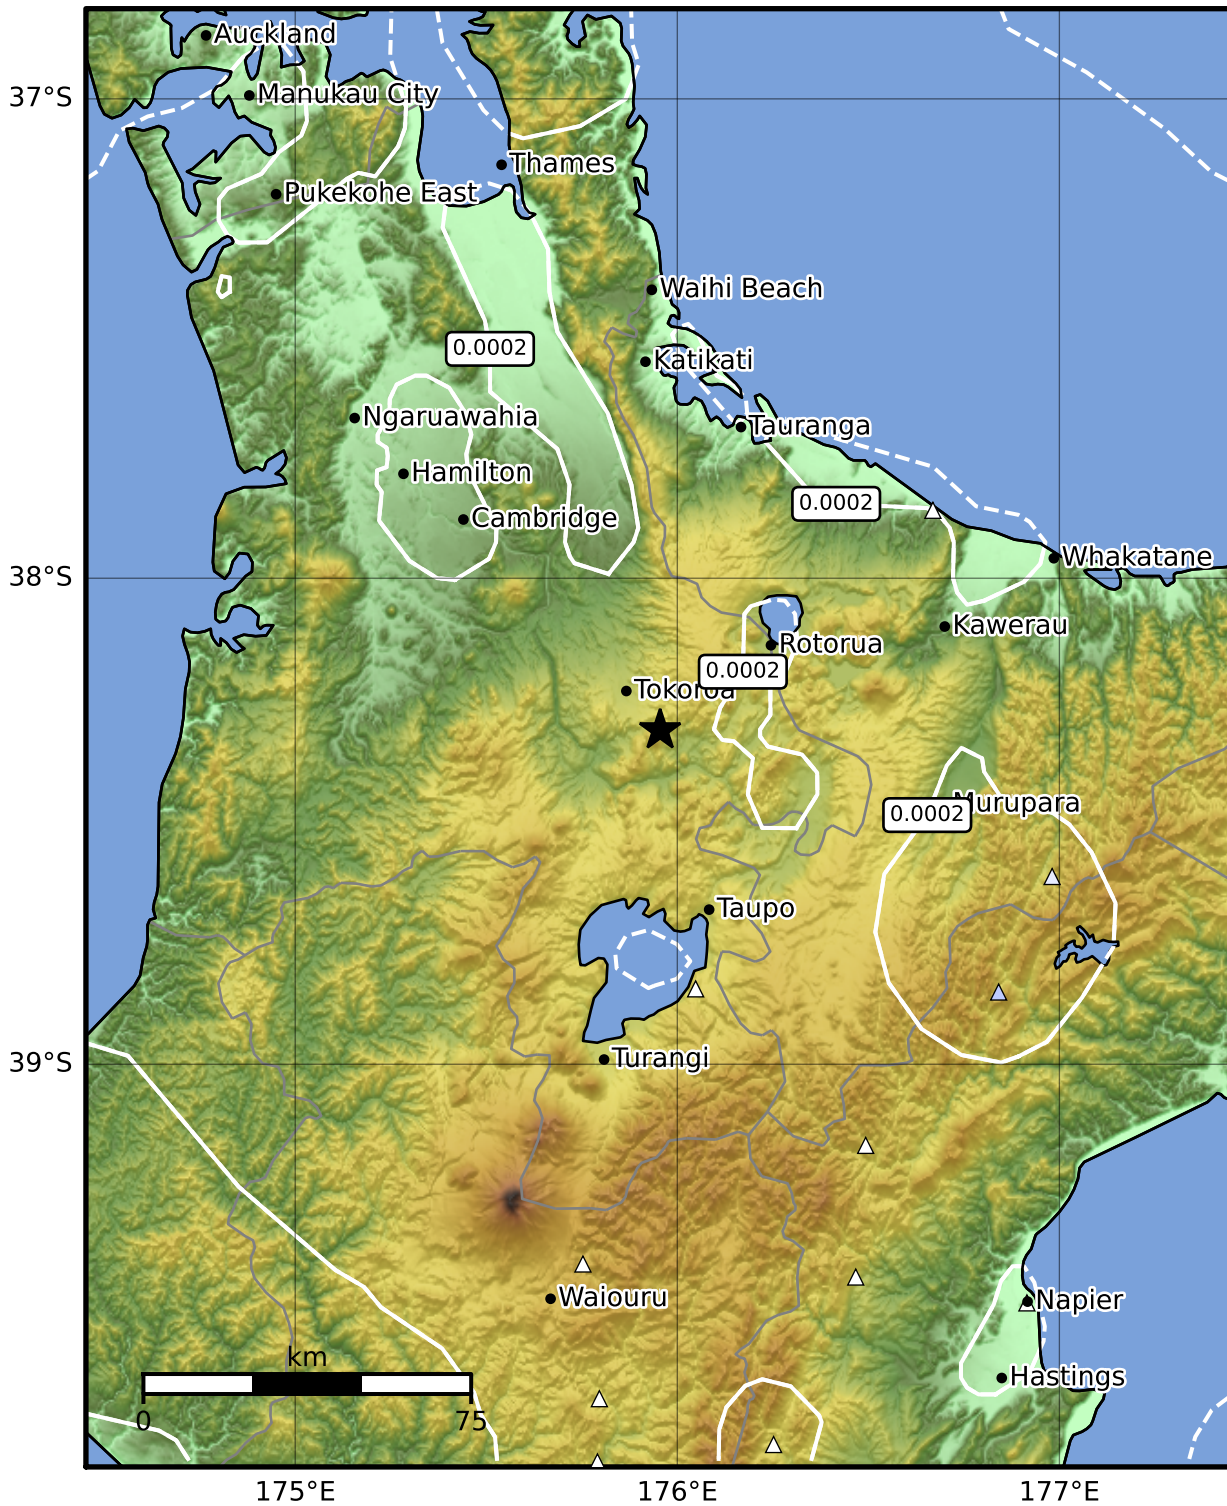 Auckland
37°S
Manukau City
Thames
Pukekohe East
Waihi Beach
0.0002
Katikati
Ngaruawahia
Tauranga
Hamilton
0.0002
Cambridge
Whakatane
38°S
Kawerau
Rotorua
0.0002
Tokoroa
Murupara
0.0002
Taupo
Turangi
39°S
Waiouru
Napier
km
Hastings
0
75
175°E
176°E
177°E